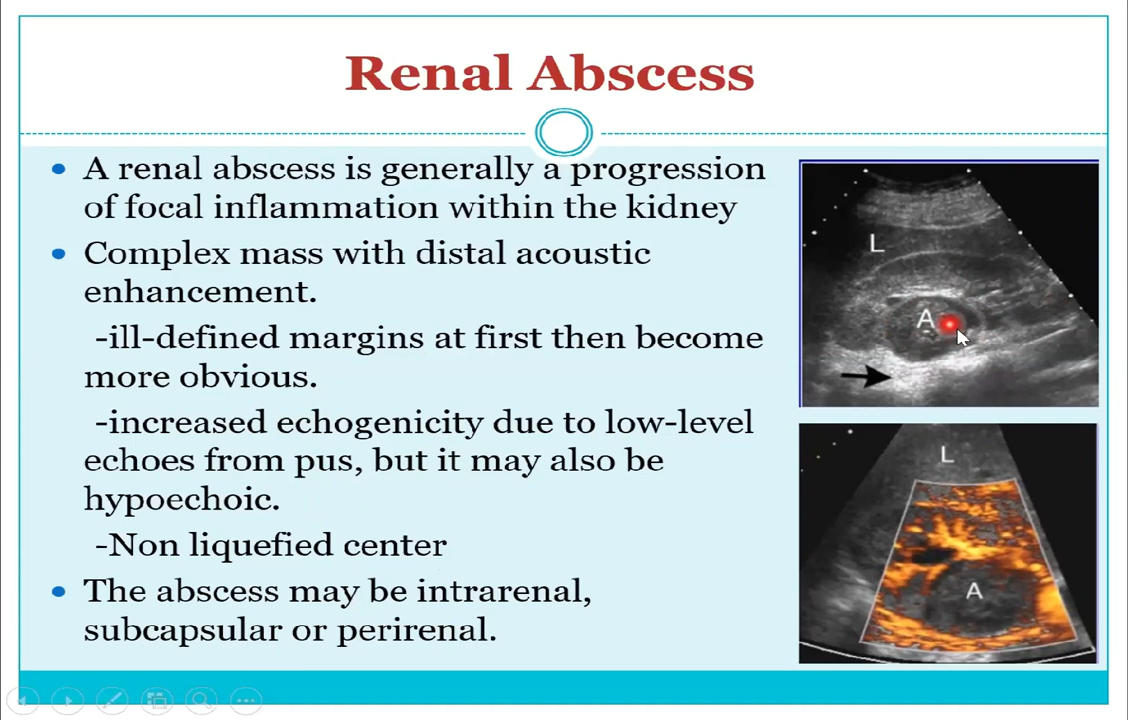 Renal Abscess
• A renal abscess is generally a progression
of focal inflammation within the kidney
• Complex mass with distal acoustic
enhancement.
-ill-defined margins at first then become
more obvious.
-increased echogenicity due to low-level
echoes from pus, but it may also be
hypoechoic.
-Non liquefied center
• The abscess may be intrarenal,
subcapsular or perirenal.
L
A
L
A